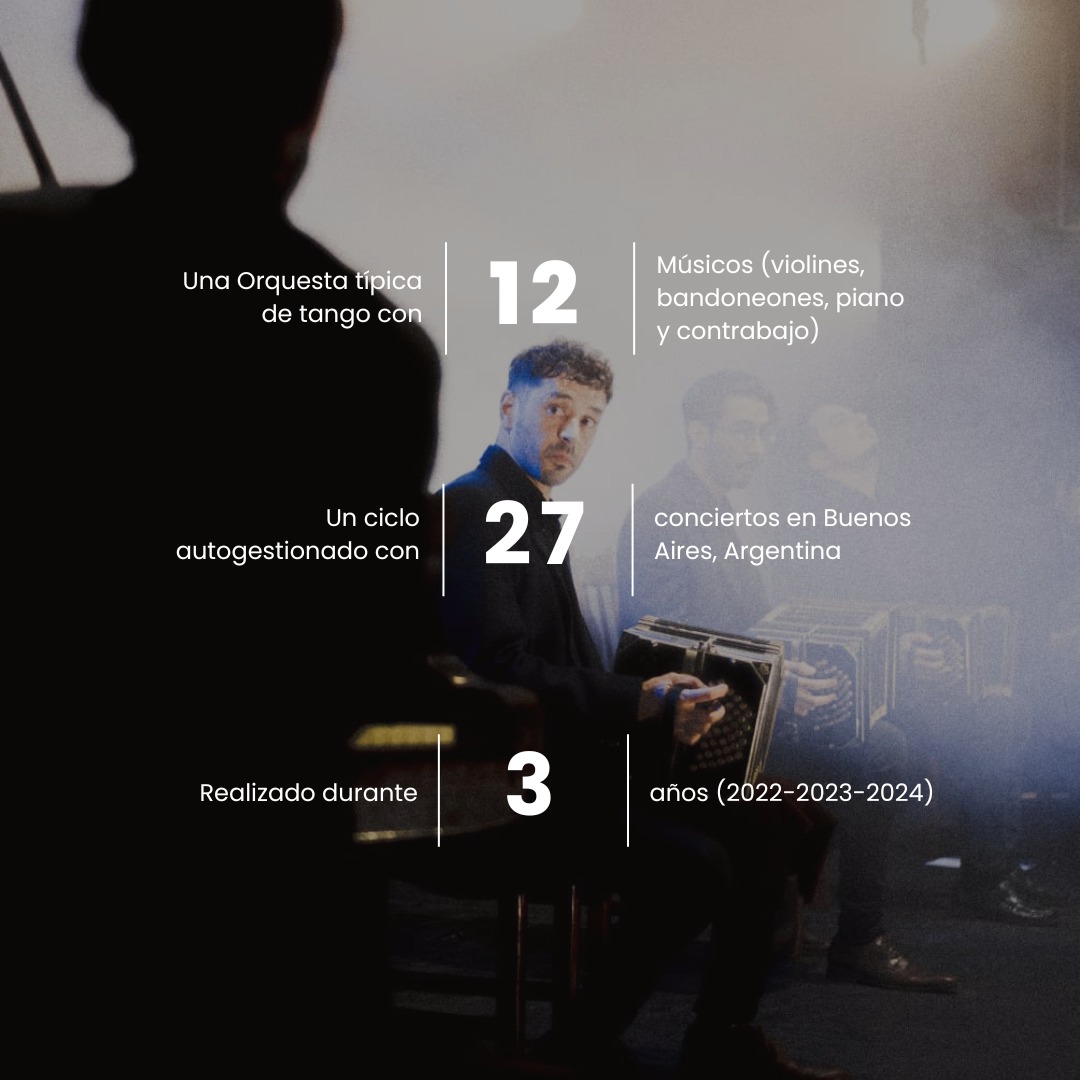 Una Orquesta típica
de tango con
12
Músicos (violines,
bandoneones, piano
y contrabajo)
Un ciclo
autogestionado con
27
conciertos en Buenos
Aires, Argentina
Realizado durante
3
años (2022-2023-2024)